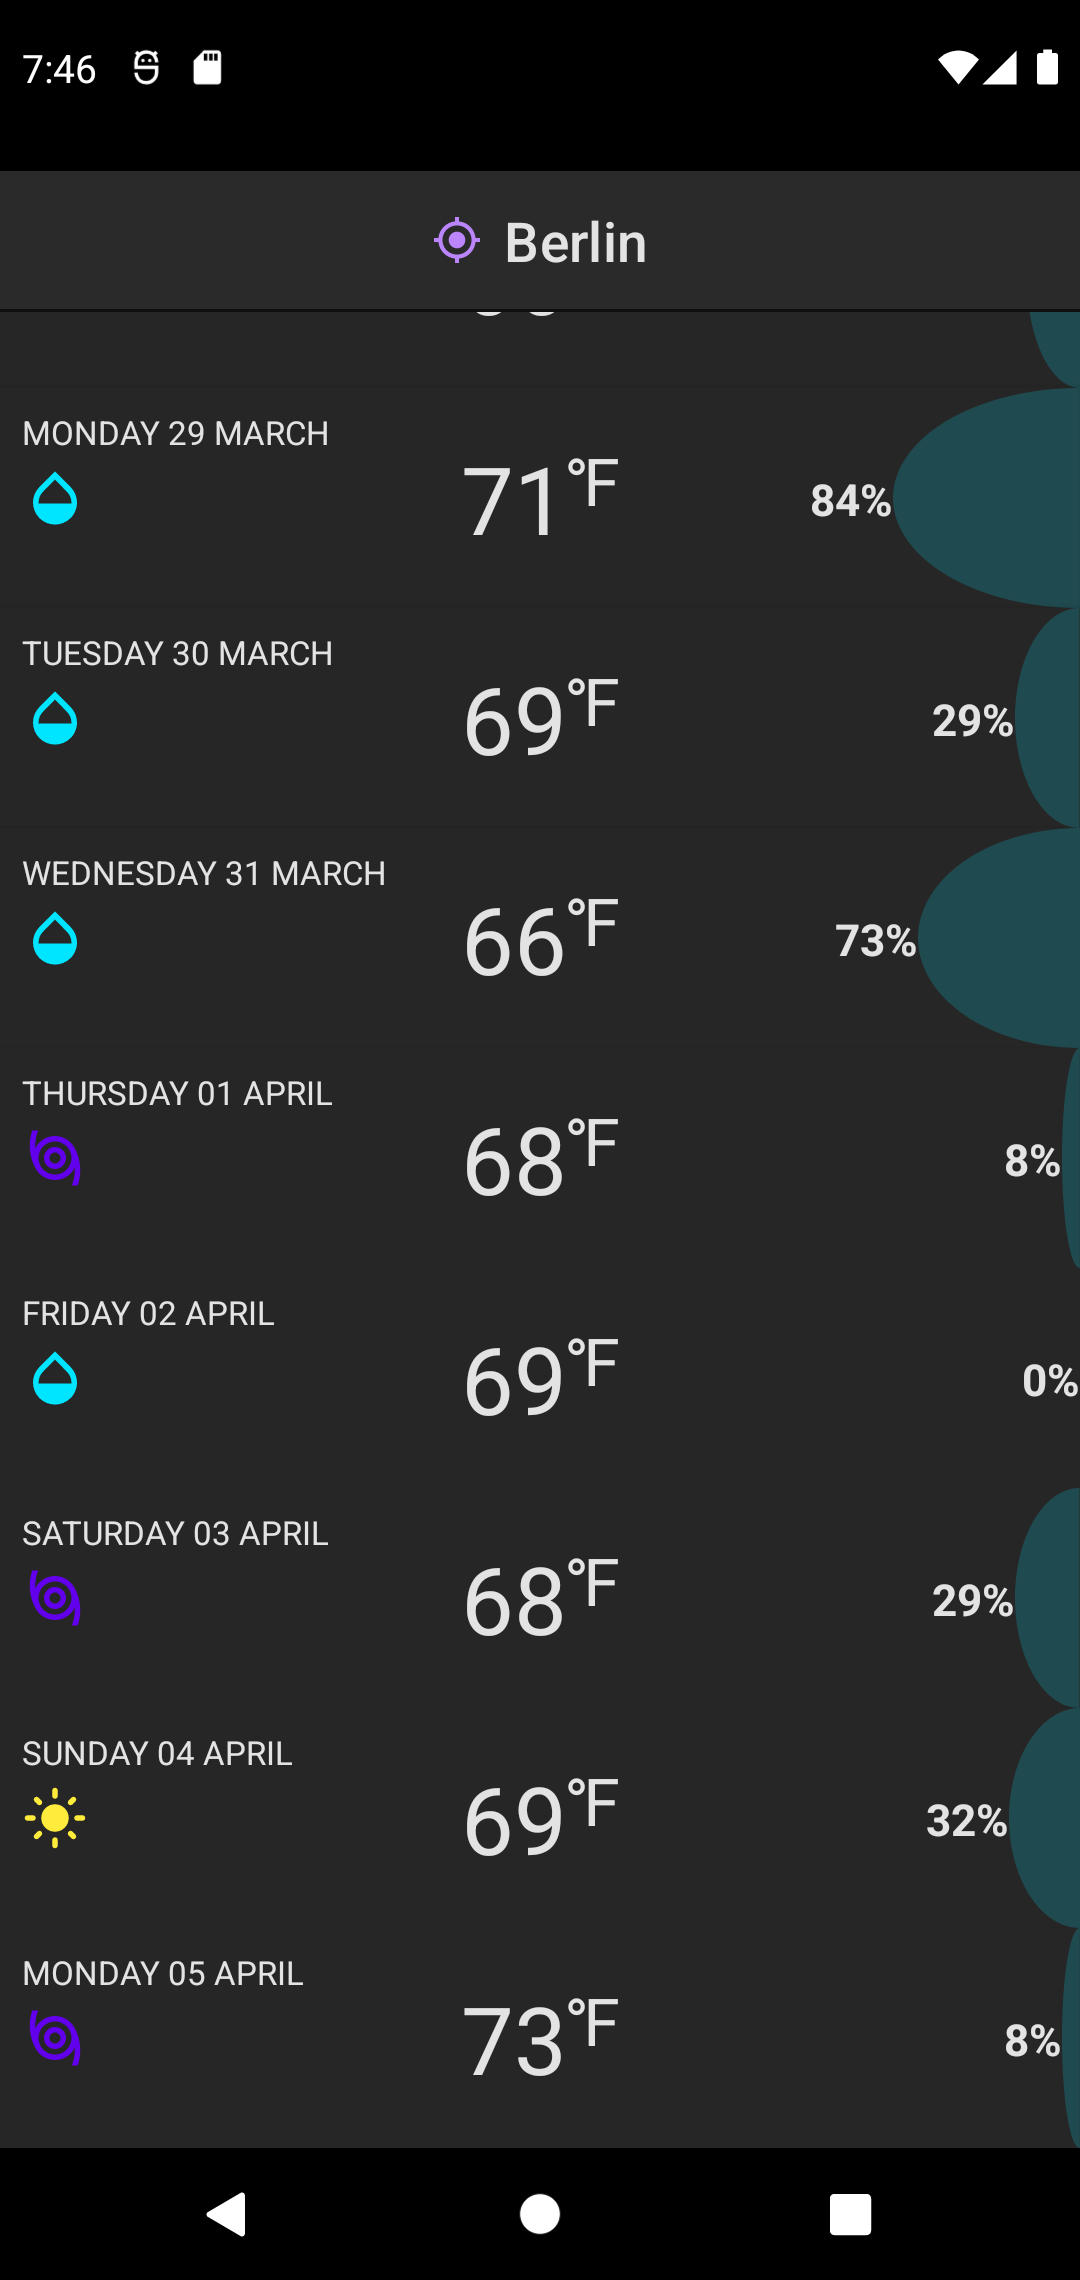 7:46
Berlin
MONDAY 29 MARCH
71°F
84%
TUESDAY 30 MARCH
69°F
29%
WEDNESDAY 31 MARCH
66°F
73%
THURSDAY 01 APRIL
68°F
8%
FRIDAY 02 APRIL
69°F
0%
SATURDAY 03 APRIL
68°F
29%
SUNDAY 04 APRIL
69°F
32%
MONDAY 05 APRIL
73°F
8%